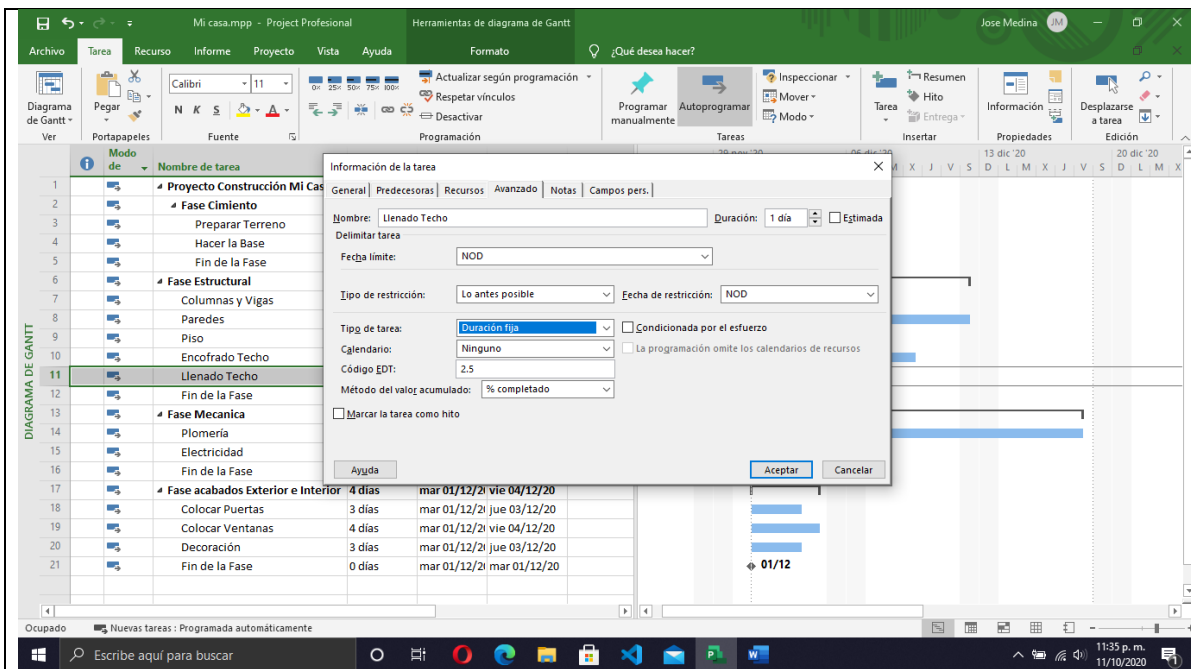 Mi casa.mpp - Project Profesional
Herramientas de diagrama de Gantt
Jose Medina JM
Archivo Tarea Recurso Informe Proyecto Vista Ayuda Formato ¿Qué desea hacer?
Calibri 11
0× 25× 50× 75× 100×
Actualizar según programación
Inspeccionar
Resumen
N K S A
Respetar vínculos
Mover
Hito
Desactivar
Modo
Entrega
Diagrama de Gantt
Pegar
Programar manualmente
Autoprogramar
Tarea
Información
Desplazarse a tarea
Ver Portapapeles Fuente Programación Tareas Insertar Propiedades Edición
Modo de
Nombre de tarea
13 dic '20 20 dic '20
X J V S D L M X J V S D L M X
DIAGRAMA DE GANTT
1 Proyecto Construcción Mi Cas
2 Fase Cimiento
3 Preparar Terreno
4 Hacer la Base
5 Fin de la Fase
6 Fase Estructural
7 Columnas y Vigas
8 Paredes
9 Piso
10 Encofrado Techo
11 Llenado Techo
12 Fin de la Fase
13 Fase Mecanica
14 Plomería
15 Electricidad
16 Fin de la Fase
17 Fase acabados Exterior e Interior 4 días mar 01/12/2 vie 04/12/20
18 Colocar Puertas 3 días mar 01/12/2 jue 03/12/20
19 Colocar Ventanas 4 días mar 01/12/2 vie 04/12/20
20 Decoración 3 días mar 01/12/2 jue 03/12/20
21 Fin de la Fase 0 días mar 01/12/2 mar 01/12/20
01/12
Información de la tarea
General Predecesoras Recursos Avanzado Notas Campos pers.
Nombre: Llenado Techo Duración: 1 día Estimada
Delimitar tarea
Fecha límite: NOD
Tipo de restricción: Lo antes posible Fecha de restricción: NOD
Tipo de tarea: Duración fija Condicionada por el esfuerzo
Calendario: Ninguno La programación omite los calendarios de recursos
Código EDT: 2.5
Método del valor acumulado: % completado
Marcar la tarea como hito
Ayuda Aceptar Cancelar
Ocupado Nuevas tareas : Programada automáticamente
Escribe aquí para buscar
11:35 p. m.
11/10/2020